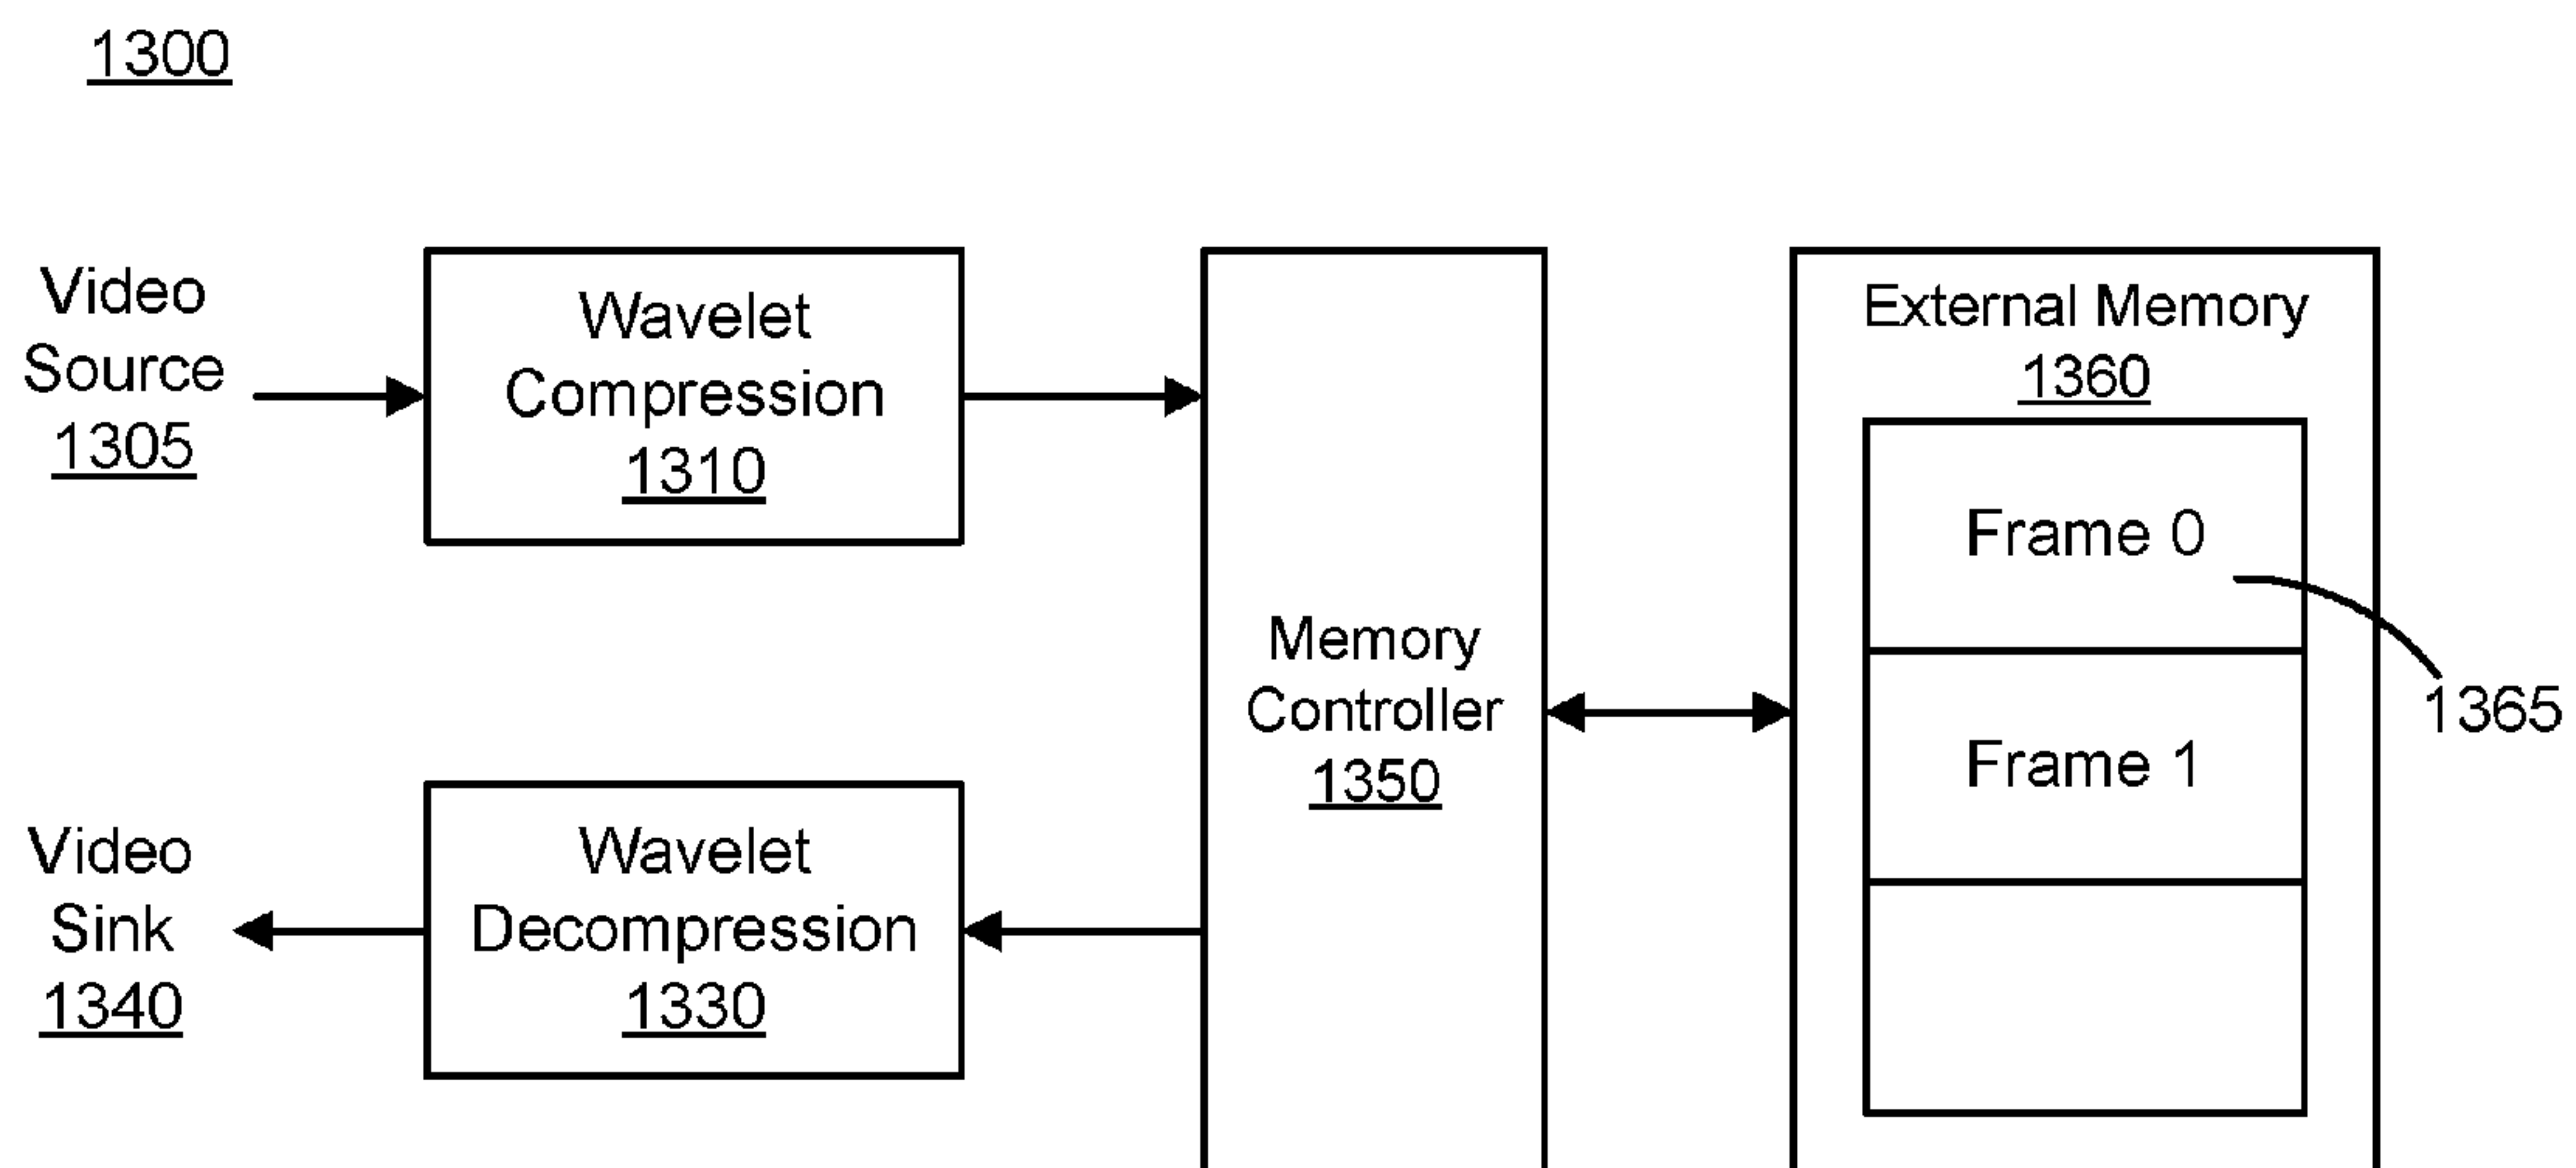 1300
Video
Source
1305
Wavelet
Compression
1310
Video
Sink
1340
Wavelet
Decompression
1330
Memory
Controller
1350
External Memory
1360
Frame 0
Frame 1
1365